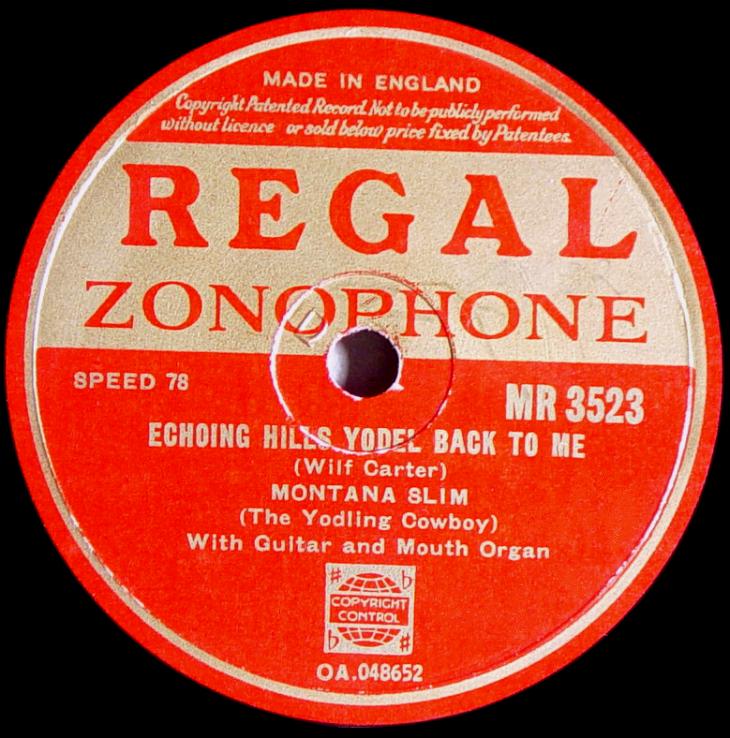 MADE IN ENGLAND
Copyright Patented Record. Not to be publicly performed
without licence or sold below price fixed by Patentees.
REGAL
ZONOPHONE
SPEED 78
MR 3523
ECHOING HILLS YODEL BACK TO ME
(Wilf Carter)
MONTANA SLIM
(The Yodling Cowboy)
With Guitar and Mouth Organ
♯ ♭
COPYRIGHT
CONTROL
♭ ♯
OA.048652